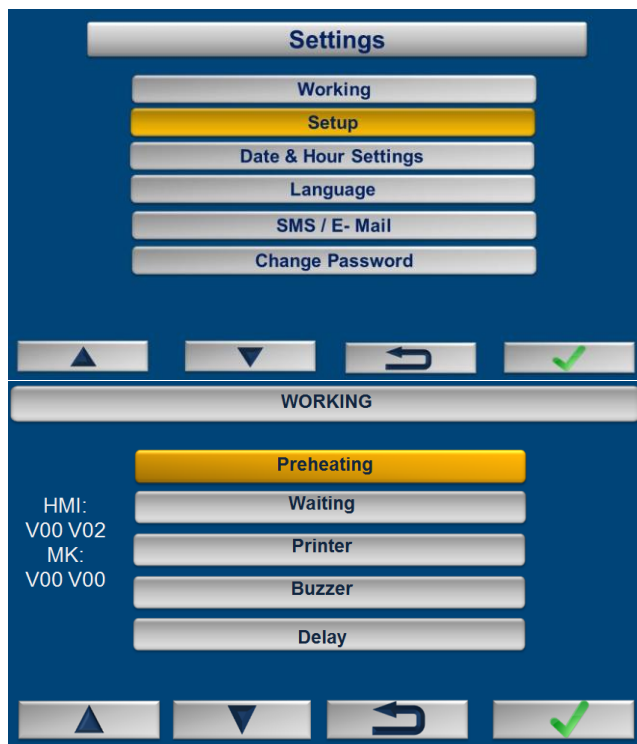 Settings
Working
Setup
Date & Hour Settings
Language
SMS / E- Mail
Change Password
WORKING
Preheating
Waiting
Printer
Buzzer
Delay
HMI:
V00 V02
MK:
V00 V00